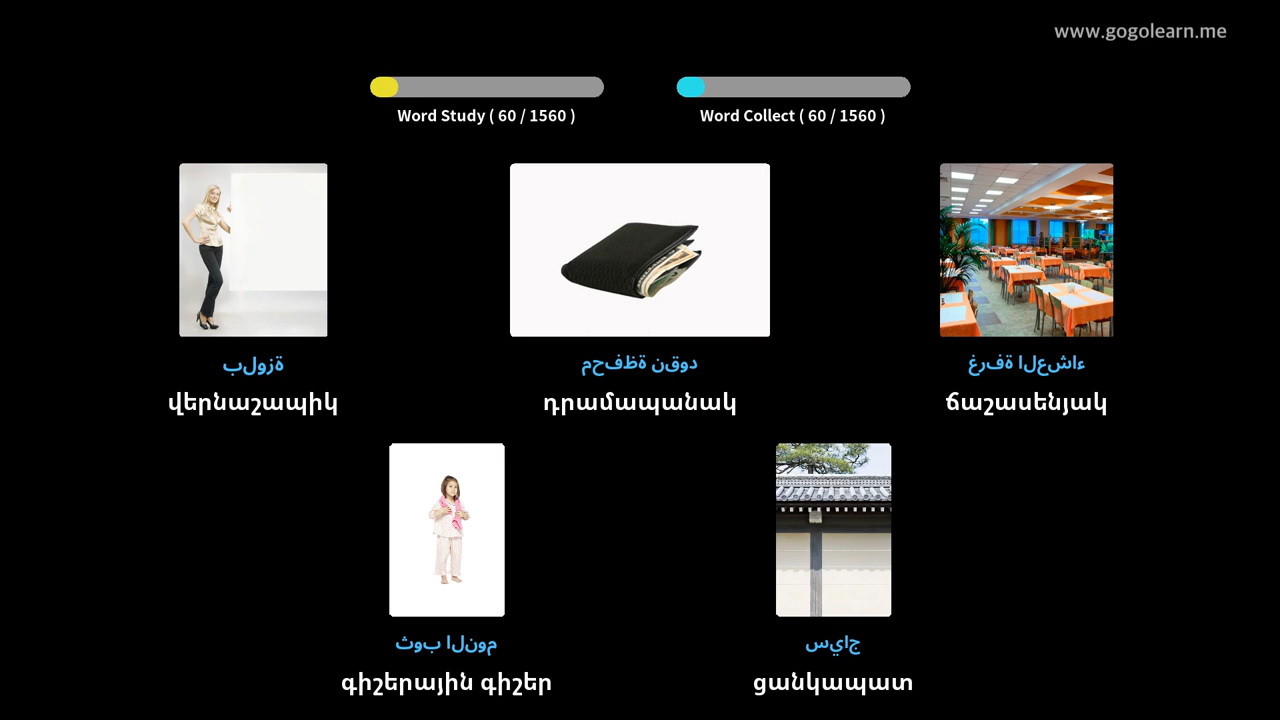 www.gogolearn.me
Word Study ( 60 / 1560 )
Word Collect ( 60 / 1560 )
بلوزة
վերնաշապիկ
محفظة نقود
դրամապանակ
غرفة العشاء
ճաշասենյակ
ثوب النوم
գիշերային գիշեր
سياج
ցանկապատ